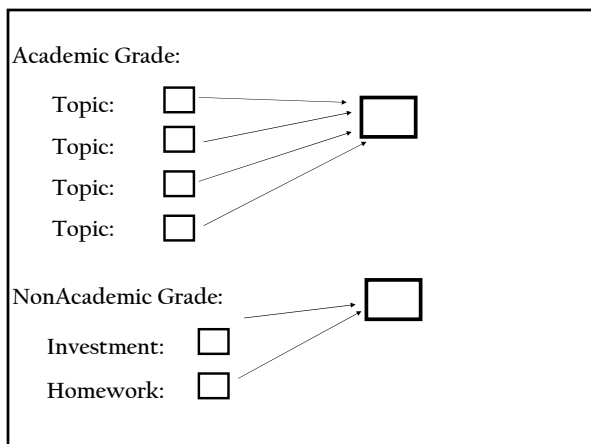 Academic Grade:
Topic:
Topic:
Topic:
Topic:
NonAcademic Grade:
Investment:
Homework: